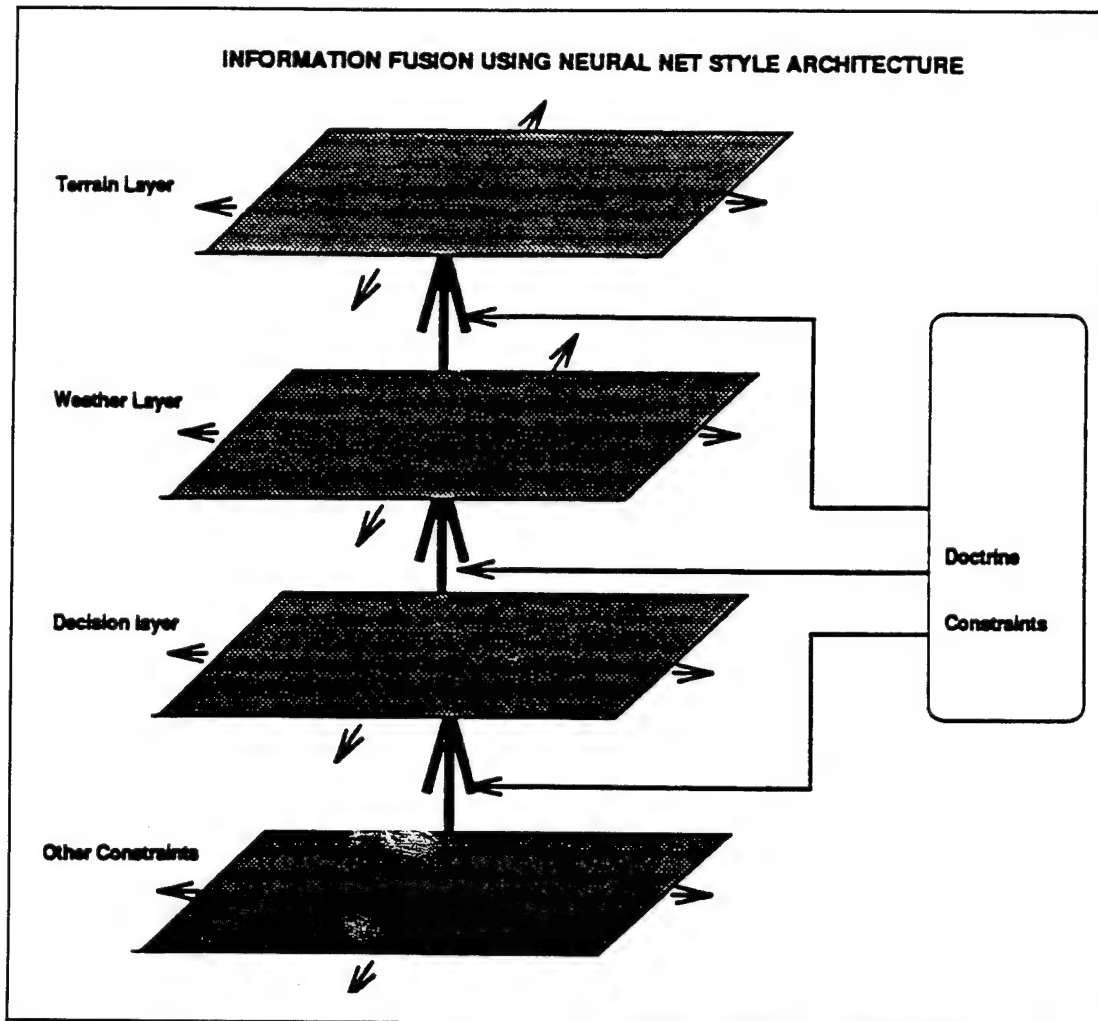 INFORMATION FUSION USING NEURAL NET STYLE ARCHITECTURE
Terrain Layer
Weather Layer
Decision layer
Other Constraints
Doctrine
Constraints